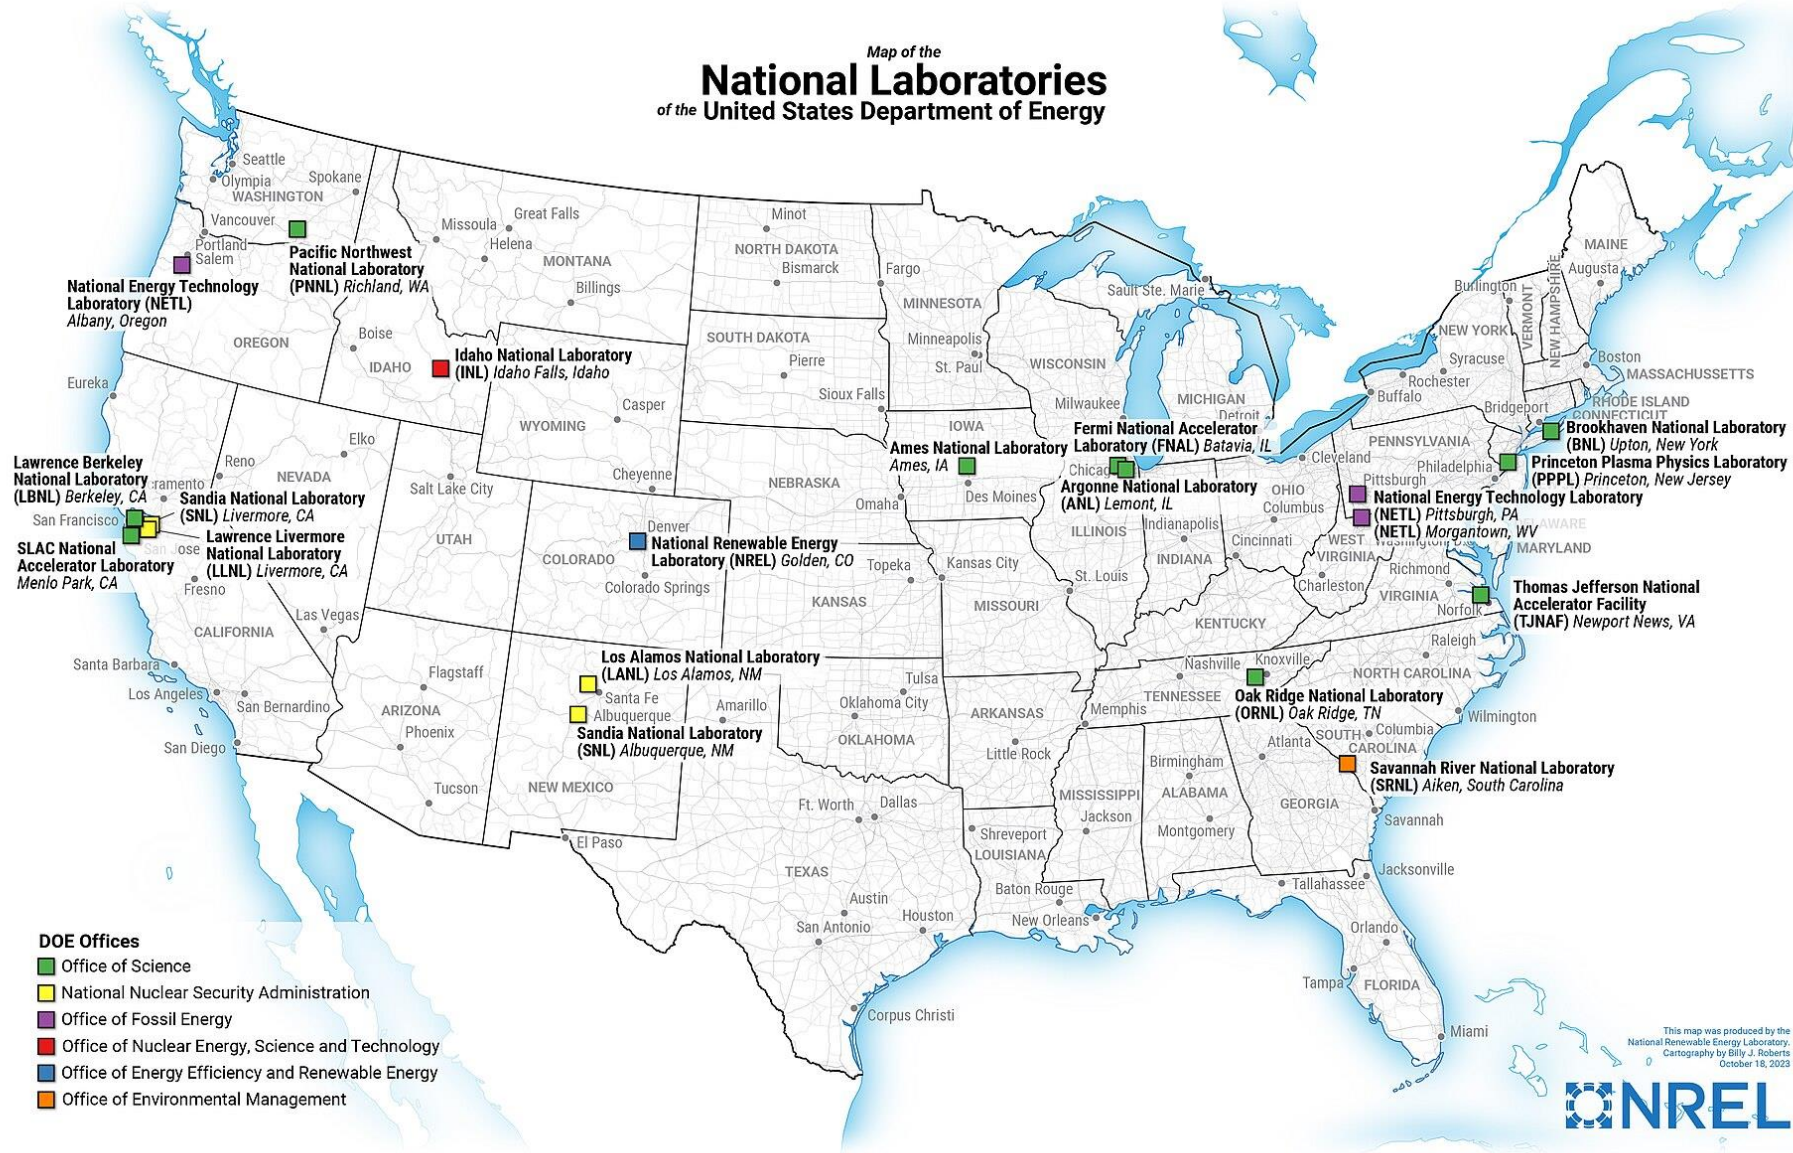 Map of the
National Laboratories
of the United States Department of Energy
Seattle
Olympia
Spokane
WASHINGTON
Vancouver
Portland
Salem
Pacific Northwest
National Laboratory
(PNNL) Richland, WA
National Energy Technology
Laboratory (NETL)
Albany, Oregon
OREGON
Eureka
Missoula
Great Falls
Helena
MONTANA
Billings
Boise
IDAHO
Idaho National Laboratory
(INL) Idaho Falls, Idaho
Minot
NORTH DAKOTA
Bismarck
Fargo
MINNESOTA
Minneapolis
St. Paul
SOUTH DAKOTA
Pierre
Sioux Falls
WYOMING
Casper
Cheyenne
NEBRASKA
Omaha
IOWA
Ames National Laboratory
Ames, IA
Des Moines
WISCONSIN
Milwaukee
Sault Ste. Marie
MICHIGAN
Detroit
Fermi National Accelerator
Laboratory (FNAL) Batavia, IL
Chicag
Argonne National Laboratory
(ANL) Lemont, IL
ILLINOIS
Indianapolis
INDIANA
OHIO
Columbus
Cincinnati
Cleveland
MAINE
Augusta
Burlington
VERMONT
NEW HAMPSHIRE
NEW YORK
Syracuse
Rochester
Buffalo
Boston
MASSACHUSETTS
RHODE ISLAND
CONNECTICUT
Bridgeport
Brookhaven National Laboratory
(BNL) Upton, New York
Princeton Plasma Physics Laboratory
(PPPL) Princeton, New Jersey
PENNSYLVANIA
Philadelphia
Pittsburgh
National Energy Technology Laboratory
(NETL) Pittsburgh, PA
(NETL) Morgantown, WV
AWARE
MARYLAND
WEST
VIRGINIA
Charleston
Richmond
VIRGINIA
Norfolk
Thomas Jefferson National
Accelerator Facility
(TJNAF) Newport News, VA
Lawrence Berkeley
National Laboratory
(LBNL) Berkeley, CA
ramento
San Francisco
Sandia National Laboratory
(SNL) Livermore, CA
Lawrence Livermore
National Laboratory
(LLNL) Livermore, CA
SLAC National
Accelerator Laboratory
Menlo Park, CA
San Jose
Fresno
CALIFORNIA
Santa Barbara
Los Angeles
San Bernardino
San Diego
Reno
Elko
NEVADA
Las Vegas
Salt Lake City
UTAH
Denver
COLORADO
Colorado Springs
National Renewable Energy
Laboratory (NREL) Golden, CO
Topeka
KANSAS
Kansas City
MISSOURI
St. Louis
KENTUCKY
Flagstaff
ARIZONA
Phoenix
Tucson
Los Alamos National Laboratory
(LANL) Los Alamos, NM
Santa Fe
Albuquerque
Sandia National Laboratory
(SNL) Albuquerque, NM
NEW MEXICO
El Paso
Amarillo
Tulsa
Oklahoma City
OKLAHOMA
ARKANSAS
Little Rock
Nashville
Knoxville
TENNESSEE
Memphis
Oak Ridge National Laboratory
(ORNL) Oak Ridge, TN
Raleigh
NORTH CAROLINA
Wilmington
SOUTH
CAROLINA
Columbia
Savannah River National Laboratory
(SRNL) Aiken, South Carolina
Atlanta
GEORGIA
Savannah
Birmingham
ALABAMA
Montgomery
MISSISSIPPI
Jackson
Shreveport
LOUISIANA
Baton Rouge
New Orleans
Ft. Worth
Dallas
TEXAS
Austin
San Antonio
Houston
Corpus Christi
Jacksonville
Tallahassee
Orlando
Tampa
FLORIDA
Miami
DOE Offices
Office of Science
National Nuclear Security Administration
Office of Fossil Energy
Office of Nuclear Energy, Science and Technology
Office of Energy Efficiency and Renewable Energy
Office of Environmental Management
This map was produced by the
National Renewable Energy Laboratory.
Cartography by Billy J. Roberts
October 18, 2023
NREL